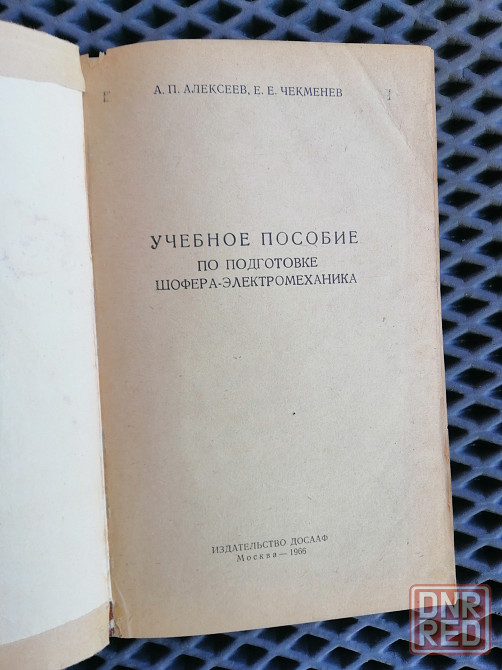 А. П. АЛЕКСЕЕВ, Е. Е. ЧЕКМЕНЕВ
УЧЕБНОЕ ПОСОБИЕ
ПО ПОДГОТОВКЕ
ШОФЕРА-ЭЛЕКТРОМЕХАНИКА
ИЗДАТЕЛЬСТВО ДОСААФ
Москва — 1966
DNR
RED